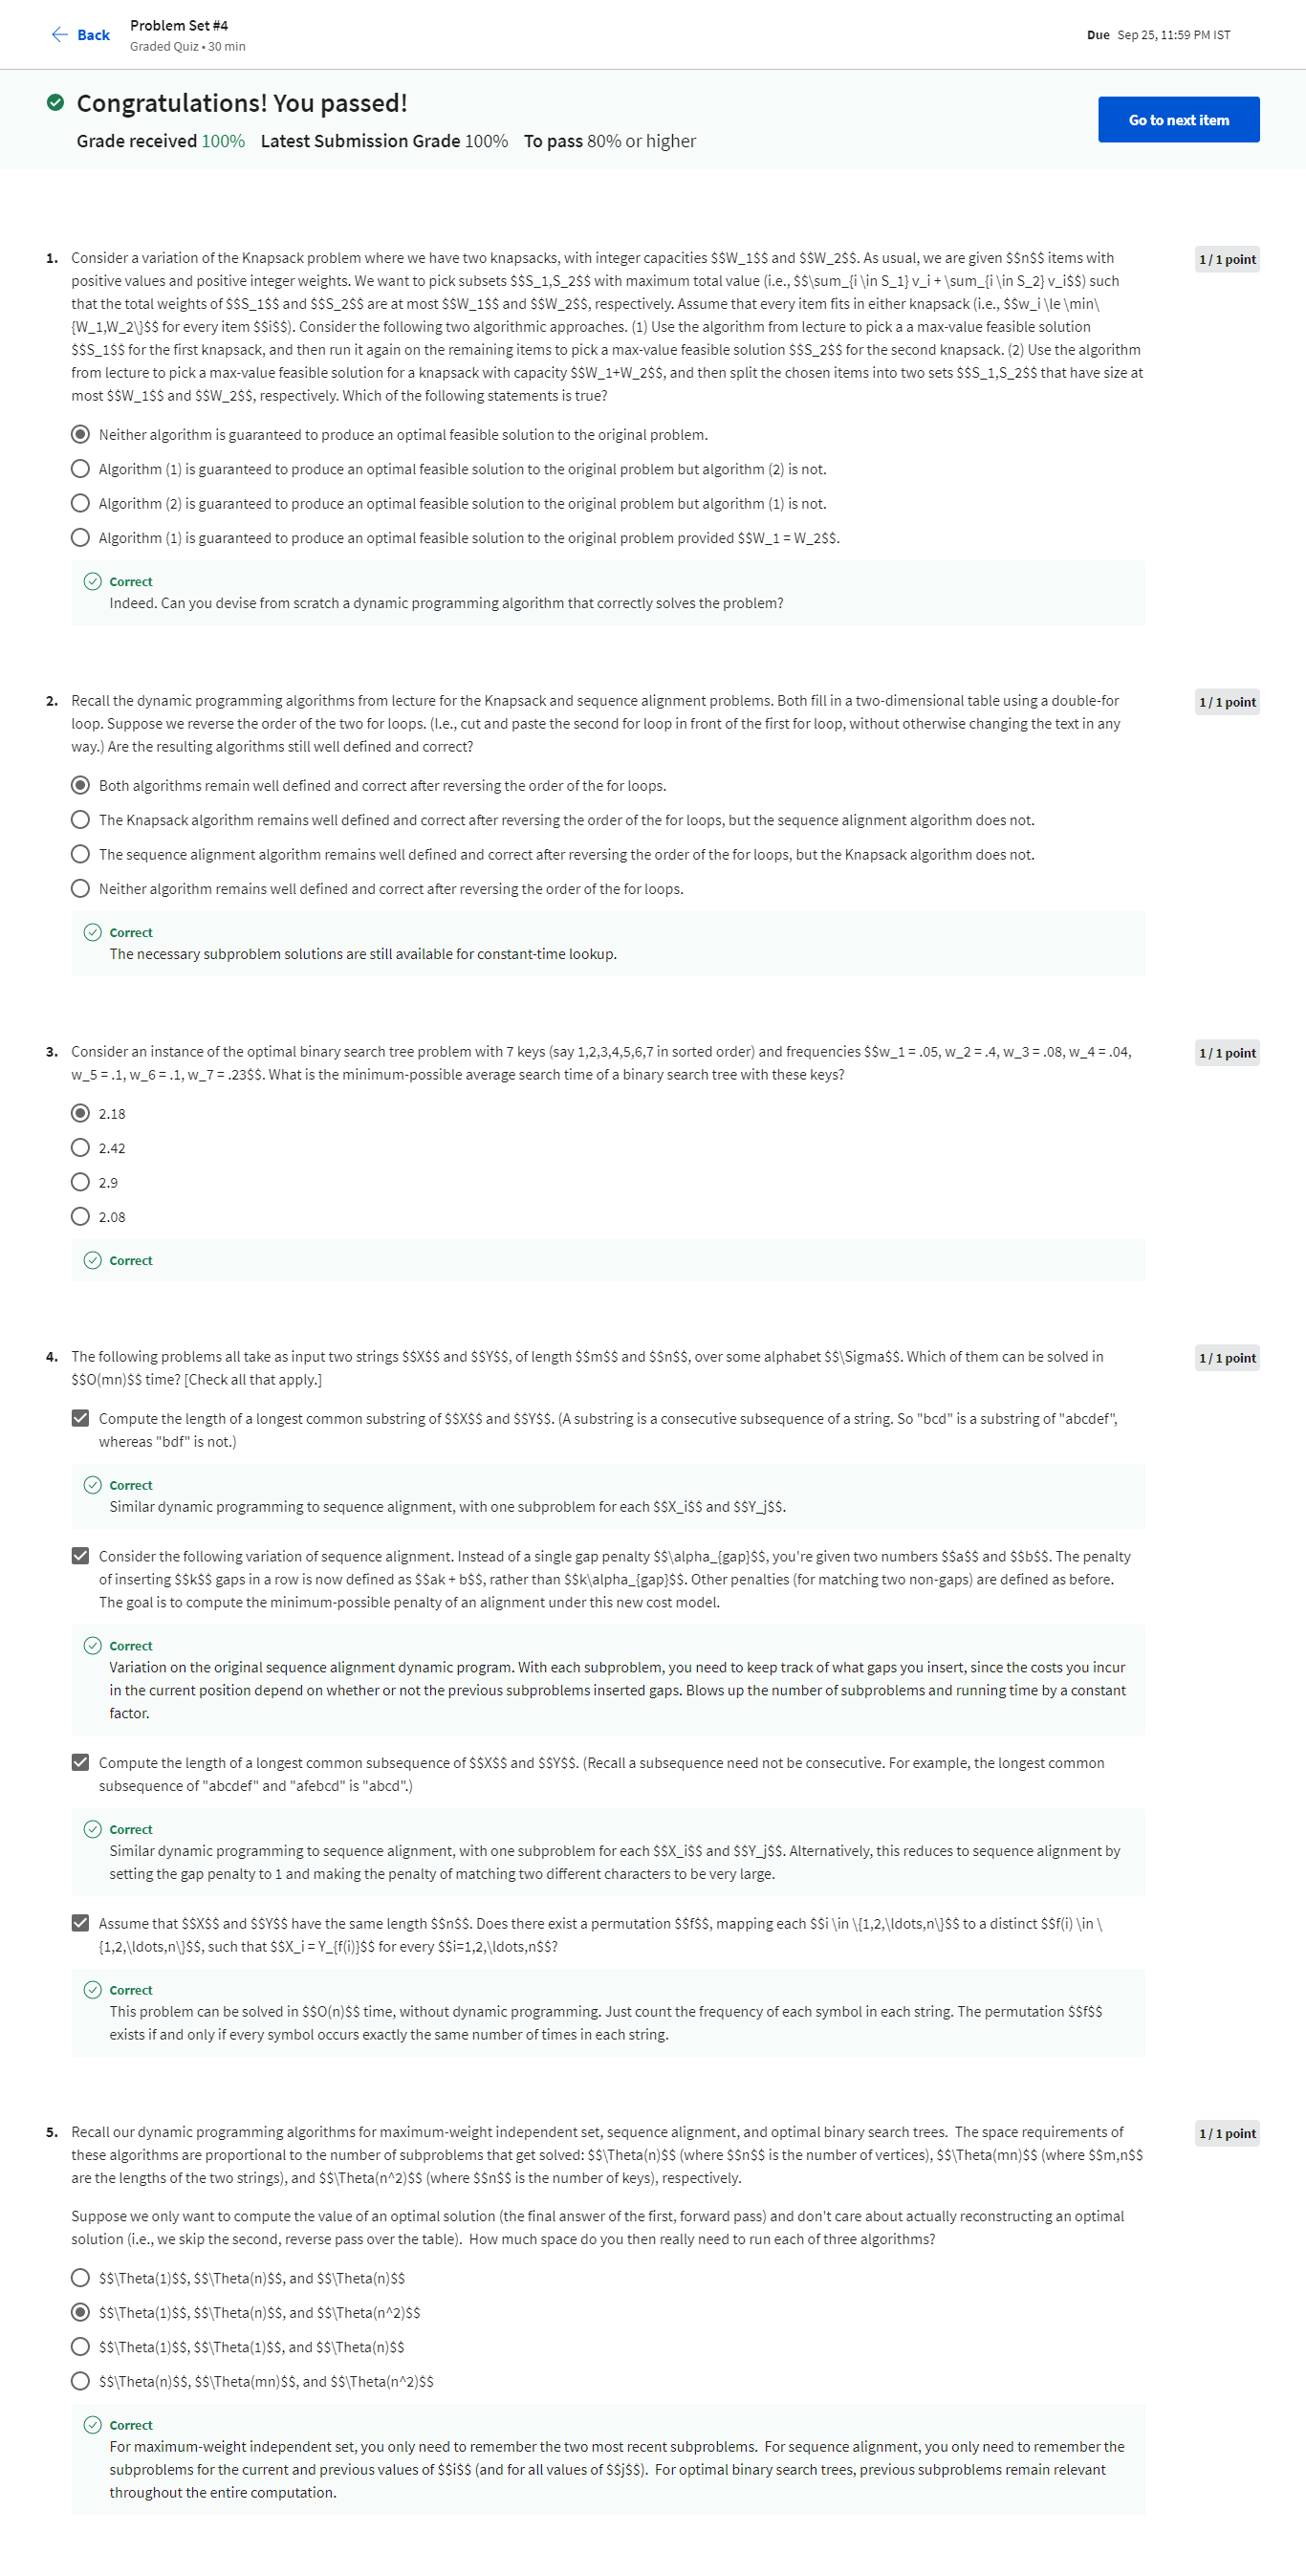 Back
Problem Set #4
Graded Quiz • 30 min
Due Sep 25, 11:59 PM IST
Congratulations! You passed!
Grade received 100% Latest Submission Grade 100% To pass 80% or higher
Go to next item
1. Consider a variation of the Knapsack problem where we have two knapsacks, with integer capacities $$W_1$$ and $$W_2$$. As usual, we are given $$n$$ items with
1 / 1 point
positive values and positive integer weights. We want to pick subsets $$S_1,S_2$$ with maximum total value (i.e., $$\sum_{i \in S_1} v_i + \sum_{i \in S_2} v_i$$) such
that the total weights of $$S_1$$ and $$S_2$$ are at most $$W_1$$ and $$W_2$$, respectively. Assume that every item fits in either knapsack (i.e., $$w_i \le \min\
{W_1,W_2\}$$ for every item $$i$$). Consider the following two algorithmic approaches. (1) Use the algorithm from lecture to pick a a max-value feasible solution
$$S_1$$ for the first knapsack, and then run it again on the remaining items to pick a max-value feasible solution $$S_2$$ for the second knapsack. (2) Use the algorithm
from lecture to pick a max-value feasible solution for a knapsack with capacity $$W_1+W_2$$, and then split the chosen items into two sets $$S_1,S_2$$ that have size at
most $$W_1$$ and $$W_2$$, respectively. Which of the following statements is true?
Neither algorithm is guaranteed to produce an optimal feasible solution to the original problem.
Algorithm (1) is guaranteed to produce an optimal feasible solution to the original problem but algorithm (2) is not.
Algorithm (2) is guaranteed to produce an optimal feasible solution to the original problem but algorithm (1) is not.
Algorithm (1) is guaranteed to produce an optimal feasible solution to the original problem provided $$W_1 = W_2$$.
Correct
Indeed. Can you devise from scratch a dynamic programming algorithm that correctly solves the problem?
2. Recall the dynamic programming algorithms from lecture for the Knapsack and sequence alignment problems. Both fill in a two-dimensional table using a double-for
1 / 1 point
loop. Suppose we reverse the order of the two for loops. (I.e., cut and paste the second for loop in front of the first for loop, without otherwise changing the text in any
way.) Are the resulting algorithms still well defined and correct?
Both algorithms remain well defined and correct after reversing the order of the for loops.
The Knapsack algorithm remains well defined and correct after reversing the order of the for loops, but the sequence alignment algorithm does not.
The sequence alignment algorithm remains well defined and correct after reversing the order of the for loops, but the Knapsack algorithm does not.
Neither algorithm remains well defined and correct after reversing the order of the for loops.
Correct
The necessary subproblem solutions are still available for constant-time lookup.
3. Consider an instance of the optimal binary search tree problem with 7 keys (say 1,2,3,4,5,6,7 in sorted order) and frequencies $$w_1 = .05, w_2 = .4, w_3 = .08, w_4 = .04,
1 / 1 point
w_5 = .1, w_6 = .1, w_7 = .23$$. What is the minimum-possible average search time of a binary search tree with these keys?
2.18
2.42
2.9
2.08
Correct
4. The following problems all take as input two strings $$X$$ and $$Y$$, of length $$m$$ and $$n$$, over some alphabet $$\Sigma$$. Which of them can be solved in
1 / 1 point
$$O(mn)$$ time? [Check all that apply.]
Compute the length of a longest common substring of $$X$$ and $$Y$$. (A substring is a consecutive subsequence of a string. So "bcd" is a substring of "abcdef",
whereas "bdf" is not.)
Correct
Similar dynamic programming to sequence alignment, with one subproblem for each $$X_i$$ and $$Y_j$$.
Consider the following variation of sequence alignment. Instead of a single gap penalty $$\alpha_{gap}$$, you're given two numbers $$a$$ and $$b$$. The penalty
of inserting $$k$$ gaps in a row is now defined as $$ak + b$$, rather than $$k\alpha_{gap}$$. Other penalties (for matching two non-gaps) are defined as before.
The goal is to compute the minimum-possible penalty of an alignment under this new cost model.
Correct
Variation on the original sequence alignment dynamic program. With each subproblem, you need to keep track of what gaps you insert, since the costs you incur
in the current position depend on whether or not the previous subproblems inserted gaps. Blows up the number of subproblems and running time by a constant
factor.
Compute the length of a longest common subsequence of $$X$$ and $$Y$$. (Recall a subsequence need not be consecutive. For example, the longest common
subsequence of "abcdef" and "afebcd" is "abcd".)
Correct
Similar dynamic programming to sequence alignment, with one subproblem for each $$X_i$$ and $$Y_j$$. Alternatively, this reduces to sequence alignment by
setting the gap penalty to 1 and making the penalty of matching two different characters to be very large.
Assume that $$X$$ and $$Y$$ have the same length $$n$$. Does there exist a permutation $$f$$, mapping each $$i \in \{1,2,\ldots,n\}$$ to a distinct $$f(i) \in \
{1,2,\ldots,n\}$$, such that $$X_i = Y_{f(i)}$$ for every $$i=1,2,\ldots,n$$?
Correct
This problem can be solved in $$O(n)$$ time, without dynamic programming. Just count the frequency of each symbol in each string. The permutation $$f$$
exists if and only if every symbol occurs exactly the same number of times in each string.
5. Recall our dynamic programming algorithms for maximum-weight independent set, sequence alignment, and optimal binary search trees. The space requirements of
1 / 1 point
these algorithms are proportional to the number of subproblems that get solved: $$\Theta(n)$$ (where $$n$$ is the number of vertices), $$\Theta(mn)$$ (where $$m,n$$
are the lengths of the two strings), and $$\Theta(n^2)$$ (where $$n$$ is the number of keys), respectively.
Suppose we only want to compute the value of an optimal solution (the final answer of the first, forward pass) and don't care about actually reconstructing an optimal
solution (i.e., we skip the second, reverse pass over the table). How much space do you then really need to run each of three algorithms?
$$\Theta(1)$$, $$\Theta(n)$$, and $$\Theta(n)$$
$$\Theta(1)$$, $$\Theta(n)$$, and $$\Theta(n^2)$$
$$\Theta(1)$$, $$\Theta(1)$$, and $$\Theta(n)$$
$$\Theta(n)$$, $$\Theta(mn)$$, and $$\Theta(n^2)$$
Correct
For maximum-weight independent set, you only need to remember the two most recent subproblems. For sequence alignment, you only need to remember the
subproblems for the current and previous values of $$i$$ (and for all values of $$j$$). For optimal binary search trees, previous subproblems remain relevant
throughout the entire computation.